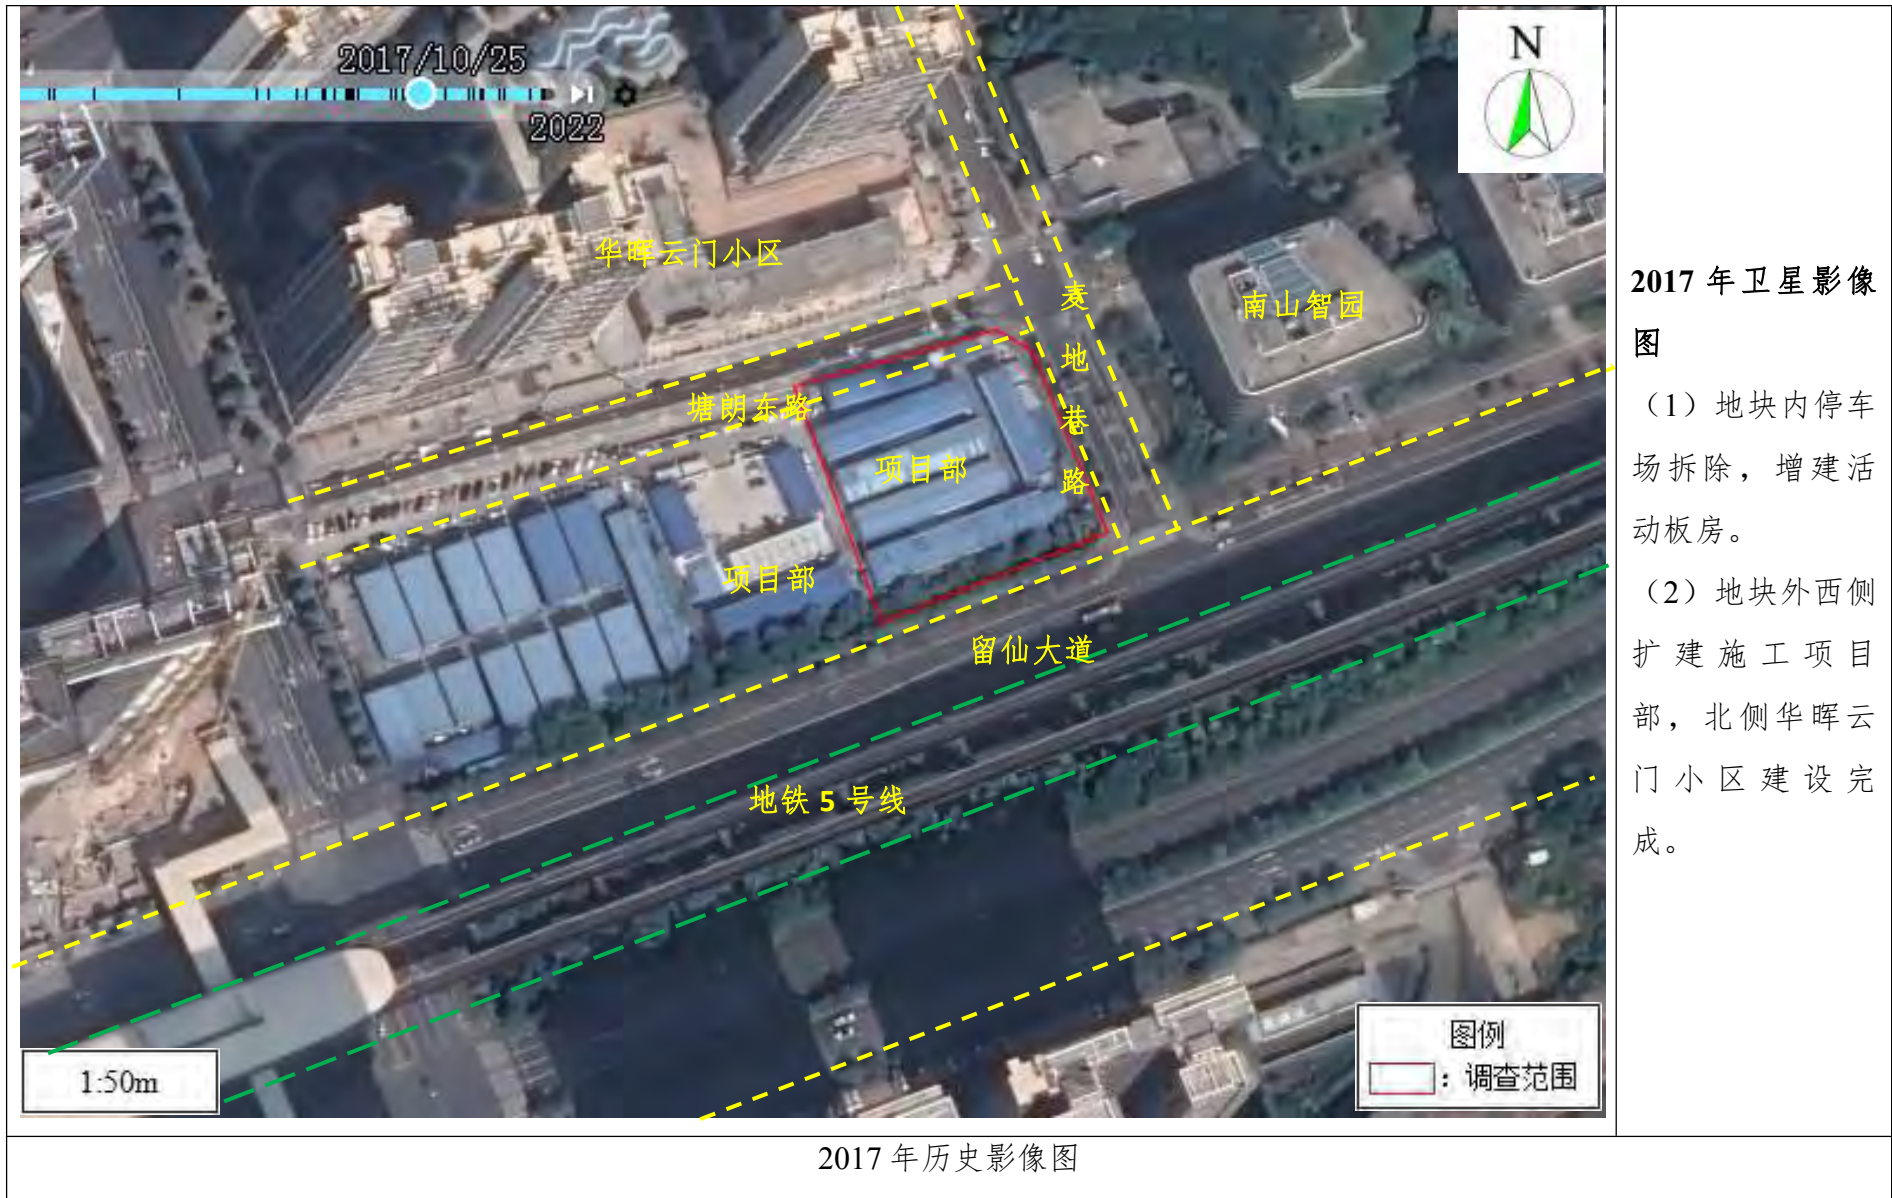 2017/10/25
2022
N
华晖云门小区
麦
地
巷
路
南山智园
塘朗东路
项目部
项目部
留仙大道
地铁 5 号线
1:50m
图例
：调查范围
2017 年卫星影像
图
（1）地块内停车
场拆除，增建活
动板房。
（2）地块外西侧
扩建施工项目
部，北侧华晖云
门小区建设完
成。
2017 年历史影像图